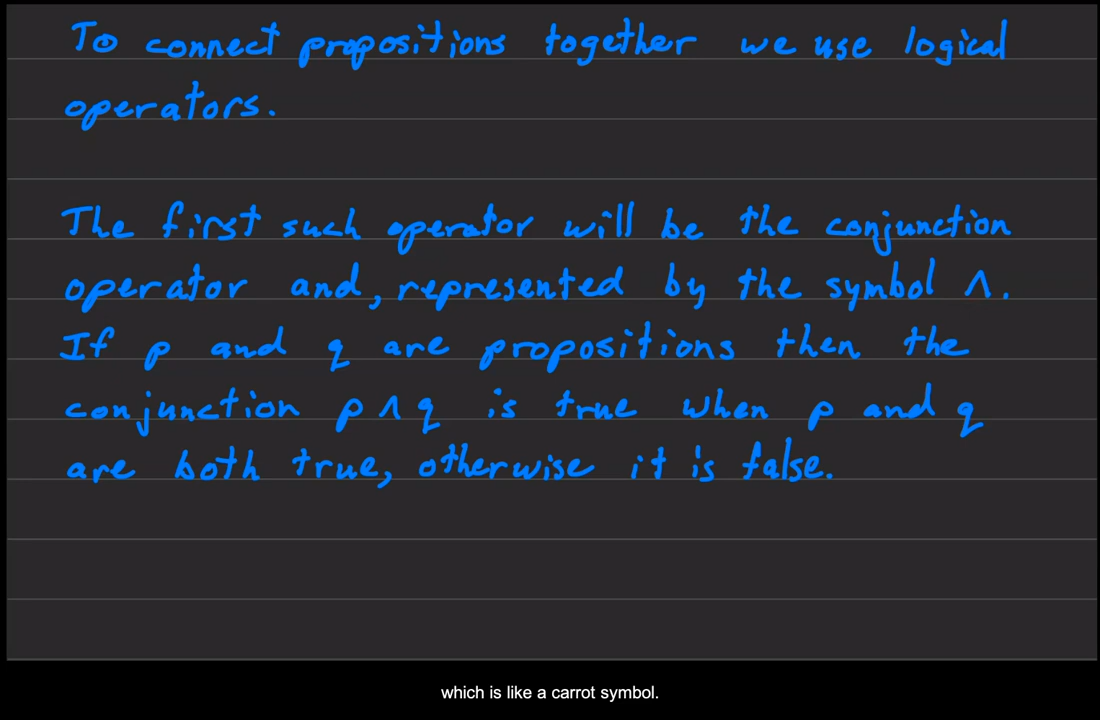 To connect propositions together we use logical
operators.
The first such operator will be the conjunction
operator and, represented by the symbol ∧.
If p and q are propositions then the
conjunction p ∧ q is true when p and q
are both true, otherwise it is false.
which is like a carrot symbol.